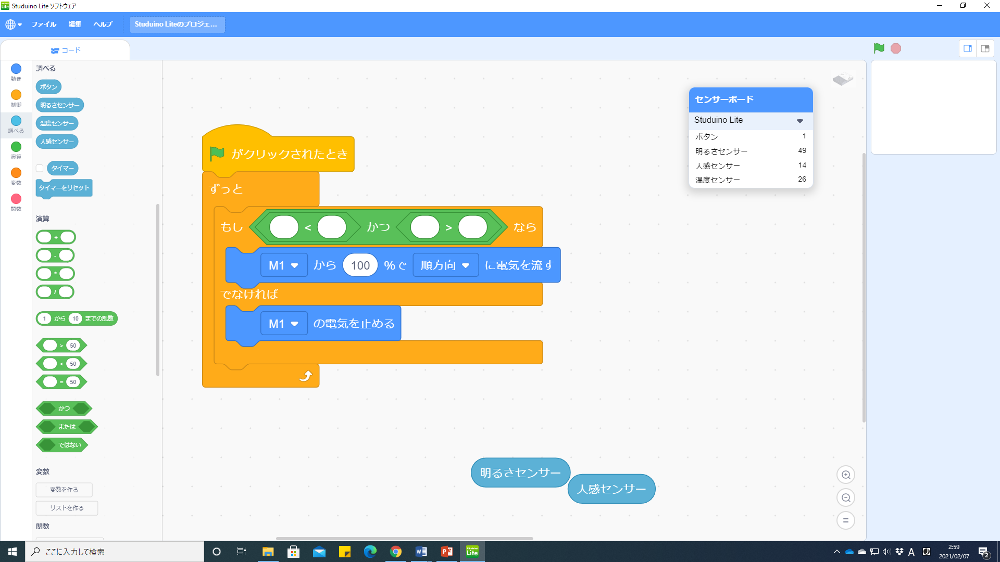 Studuino Lite ソフトウェア
ファイル 編集 ヘルプ Studuino Liteのプロジェ...
コード
動き
制御
調べる
演算
変数
関数
調べる
ボタン
明るさセンサー
温度センサー
人感センサー
タイマー
タイマーをリセット
演算
+
-
*
/
1 から 10 までの乱数
> 50
< 50
= 50
かつ
または
ではない
変数
変数を作る
リストを作る
関数
がクリックされたとき
ずっと
もし < かつ > なら
M1 から 100 %で 順方向 に電気を流す
でなければ
M1 の電気を止める
明るさセンサー
人感センサー
センサーボード
Studuino Lite
ボタン 1
明るさセンサー 49
人感センサー 14
温度センサー 26
ここに入力して検索
Studuino Lite
A
2:59
2021/02/07
2